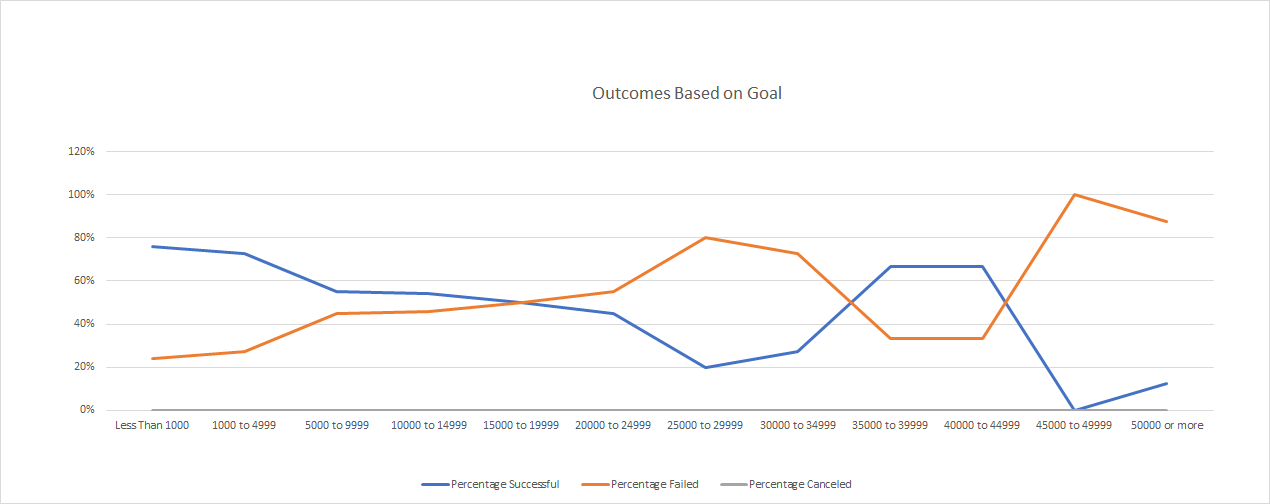 Outcomes Based on Goal
120%
100%
80%
60%
40%
20%
0%
Less Than 1000 1000 to 4999 5000 to 9999 10000 to 14999 15000 to 19999 20000 to 24999 25000 to 29999 30000 to 34999 35000 to 39999 40000 to 44999 45000 to 49999 50000 or more
Percentage Successful Percentage Failed Percentage Canceled